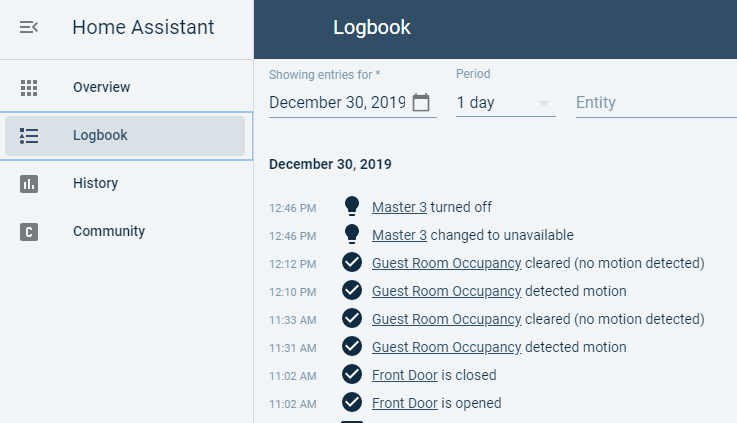 Home Assistant
Logbook
Overview
Logbook
History
Community
Showing entries for *
Period
December 30, 2019
1 day
Entity
December 30, 2019
12:46 PM Master 3 turned off
12:46 PM Master 3 changed to unavailable
12:12 PM Guest Room Occupancy cleared (no motion detected)
12:10 PM Guest Room Occupancy detected motion
11:33 AM Guest Room Occupancy cleared (no motion detected)
11:31 AM Guest Room Occupancy detected motion
11:02 AM Front Door is closed
11:02 AM Front Door is opened